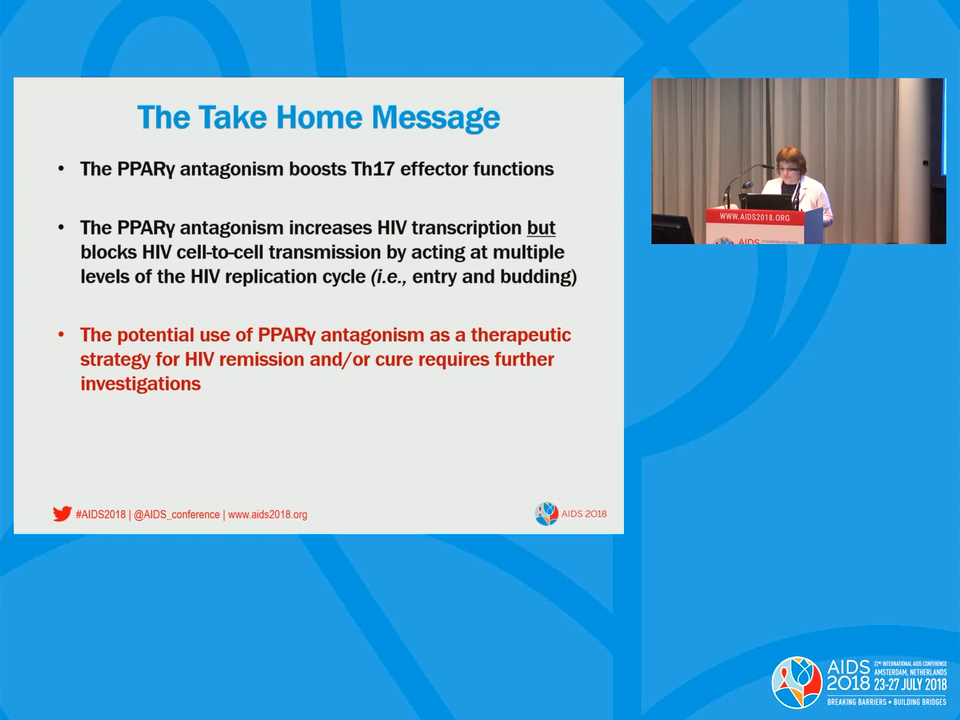 The Take Home Message
• The PPARγ antagonism boosts Th17 effector functions
• The PPARγ antagonism increases HIV transcription but
blocks HIV cell-to-cell transmission by acting at multiple
levels of the HIV replication cycle (i.e., entry and budding)
• The potential use of PPARγ antagonism as a therapeutic
strategy for HIV remission and/or cure requires further
investigations
#AIDS2018 | @AIDS_conference | www.aids2018.org
AIDS 2018
WWW.AIDS2018.ORG
AIDS
AIDS
2018
22ND INTERNATIONAL AIDS CONFERENCE
AMSTERDAM, NETHERLANDS
23-27 JULY 2018
BREAKING BARRIERS • BUILDING BRIDGES